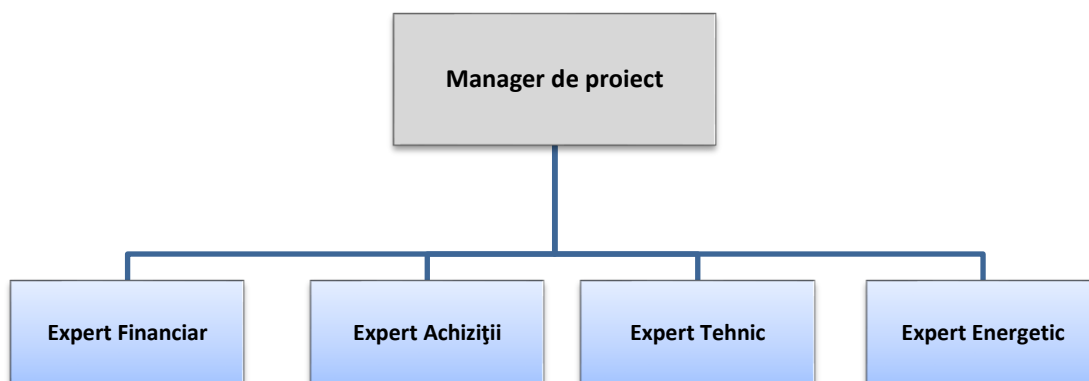 Manager de proiect
Expert Financiar
Expert Achiziţii
Expert Tehnic
Expert Energetic